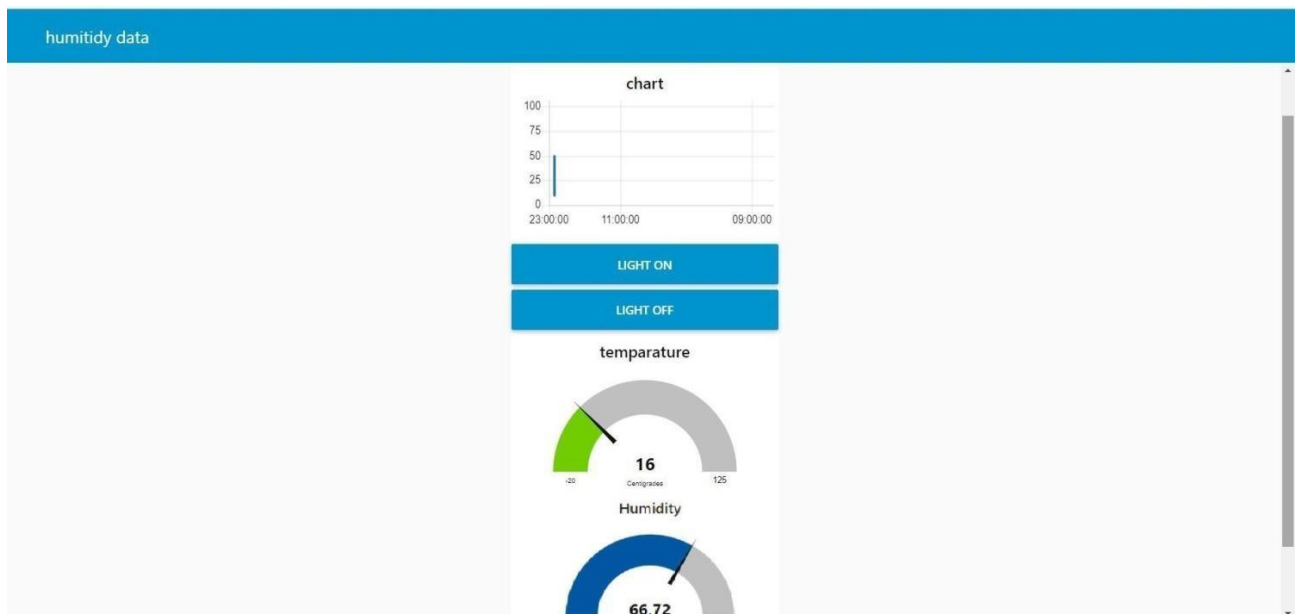 humitidy data
chart
100
75
50
25
0
23:00:00 11:00:00 09:00:00
LIGHT ON
LIGHT OFF
temparature
16
-20 Centigrades 125
Humidity
66.72